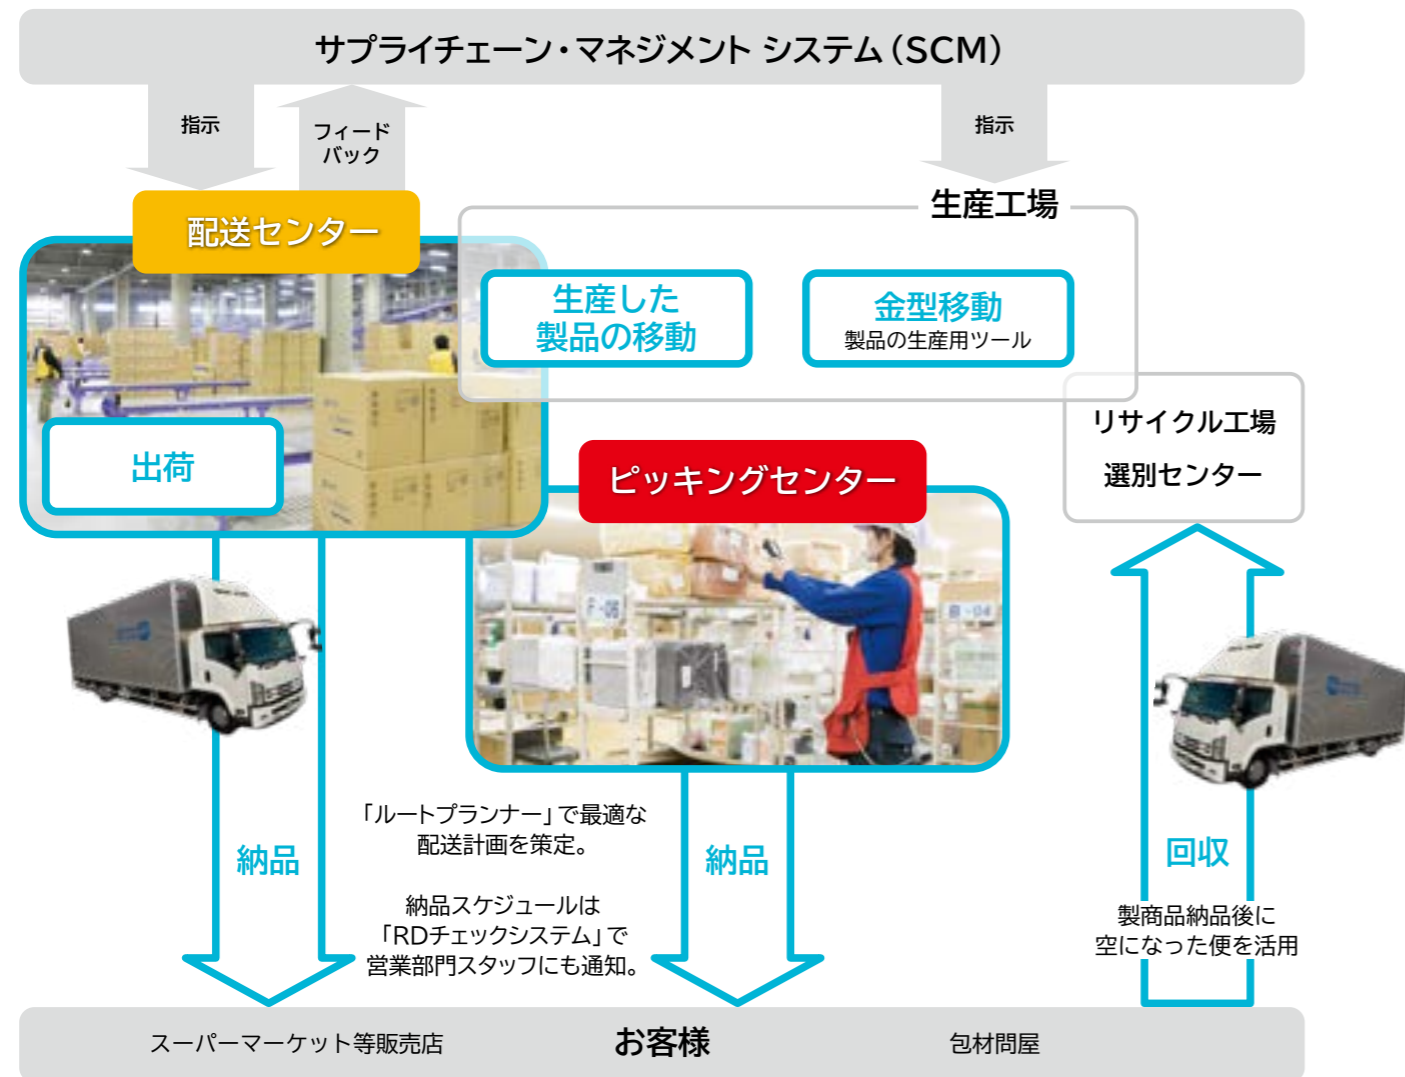 サプライチェーン・マネジメント システム（SCM）
指示
フィード
バック
指示
配送センター
生産工場
生産した
製品の移動
金型移動
製品の生産用ツール
出荷
リサイクル工場
選別センター
ピッキングセンター
F-05
「ルートプランナー」で最適な
配送計画を策定。
納品スケジュールは
「RDチェックシステム」で
営業部門スタッフにも通知。
納品
納品
回収
製商品納品後に
空になった便を活用
スーパーマーケット等販売店
お客様
包材問屋